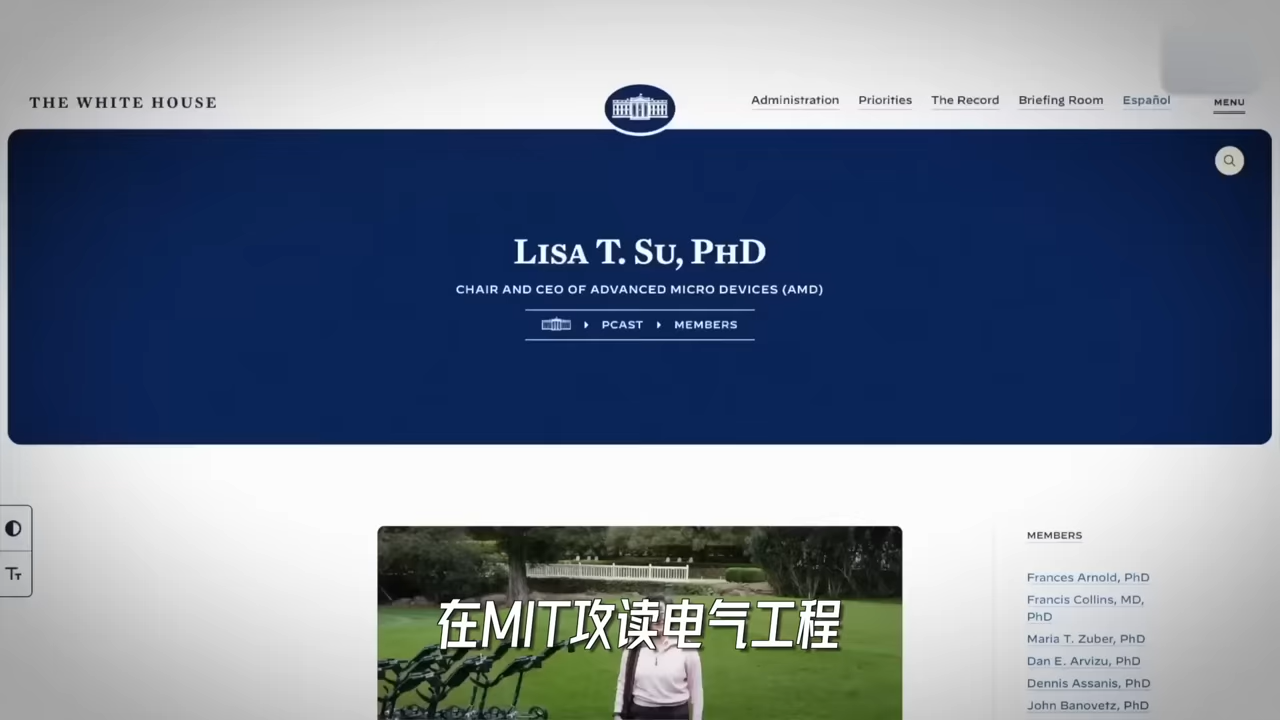 THE WHITE HOUSE
Administration
Priorities
The Record
Briefing Room
Español
MENU
LISA T. SU, PHD
CHAIR AND CEO OF ADVANCED MICRO DEVICES (AMD)
PCAST
MEMBERS
MEMBERS
Frances Arnold, PhD
Francis Collins, MD,
PhD
Maria T. Zuber, PhD
Dan E. Arvizu, PhD
Dennis Assanis, PhD
John Banovetz, PhD
TT
在MIT攻读电气工程